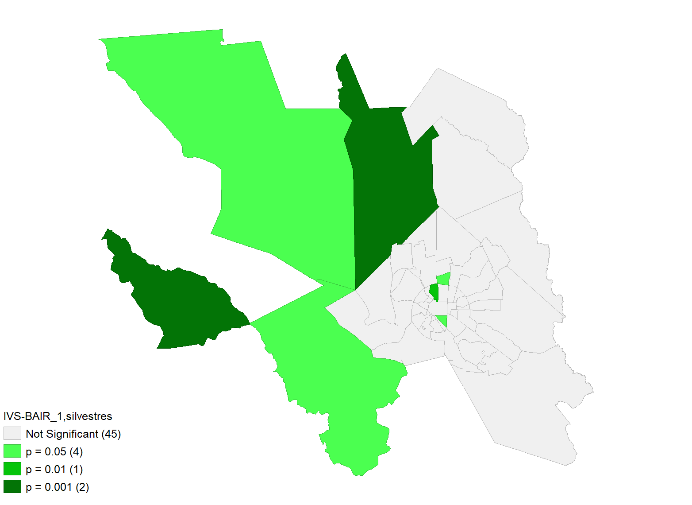 IVS-BAIR_1,silvestres
Not Significant (45)
p = 0.05 (4)
p = 0.01 (1)
p = 0.001 (2)